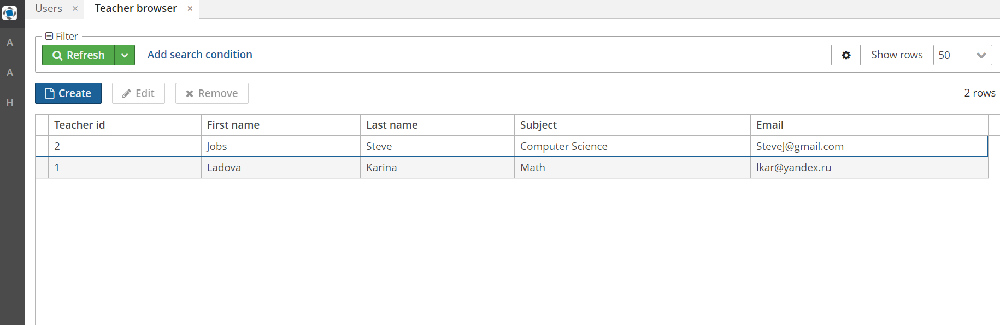 Users × Teacher browser ×
Filter
A
Refresh Add search condition Show rows 50
A
Create Edit Remove 2 rows
H
Teacher id First name Last name Subject Email
2 Jobs Steve Computer Science SteveJ@gmail.com
1 Ladova Karina Math lkar@yandex.ru